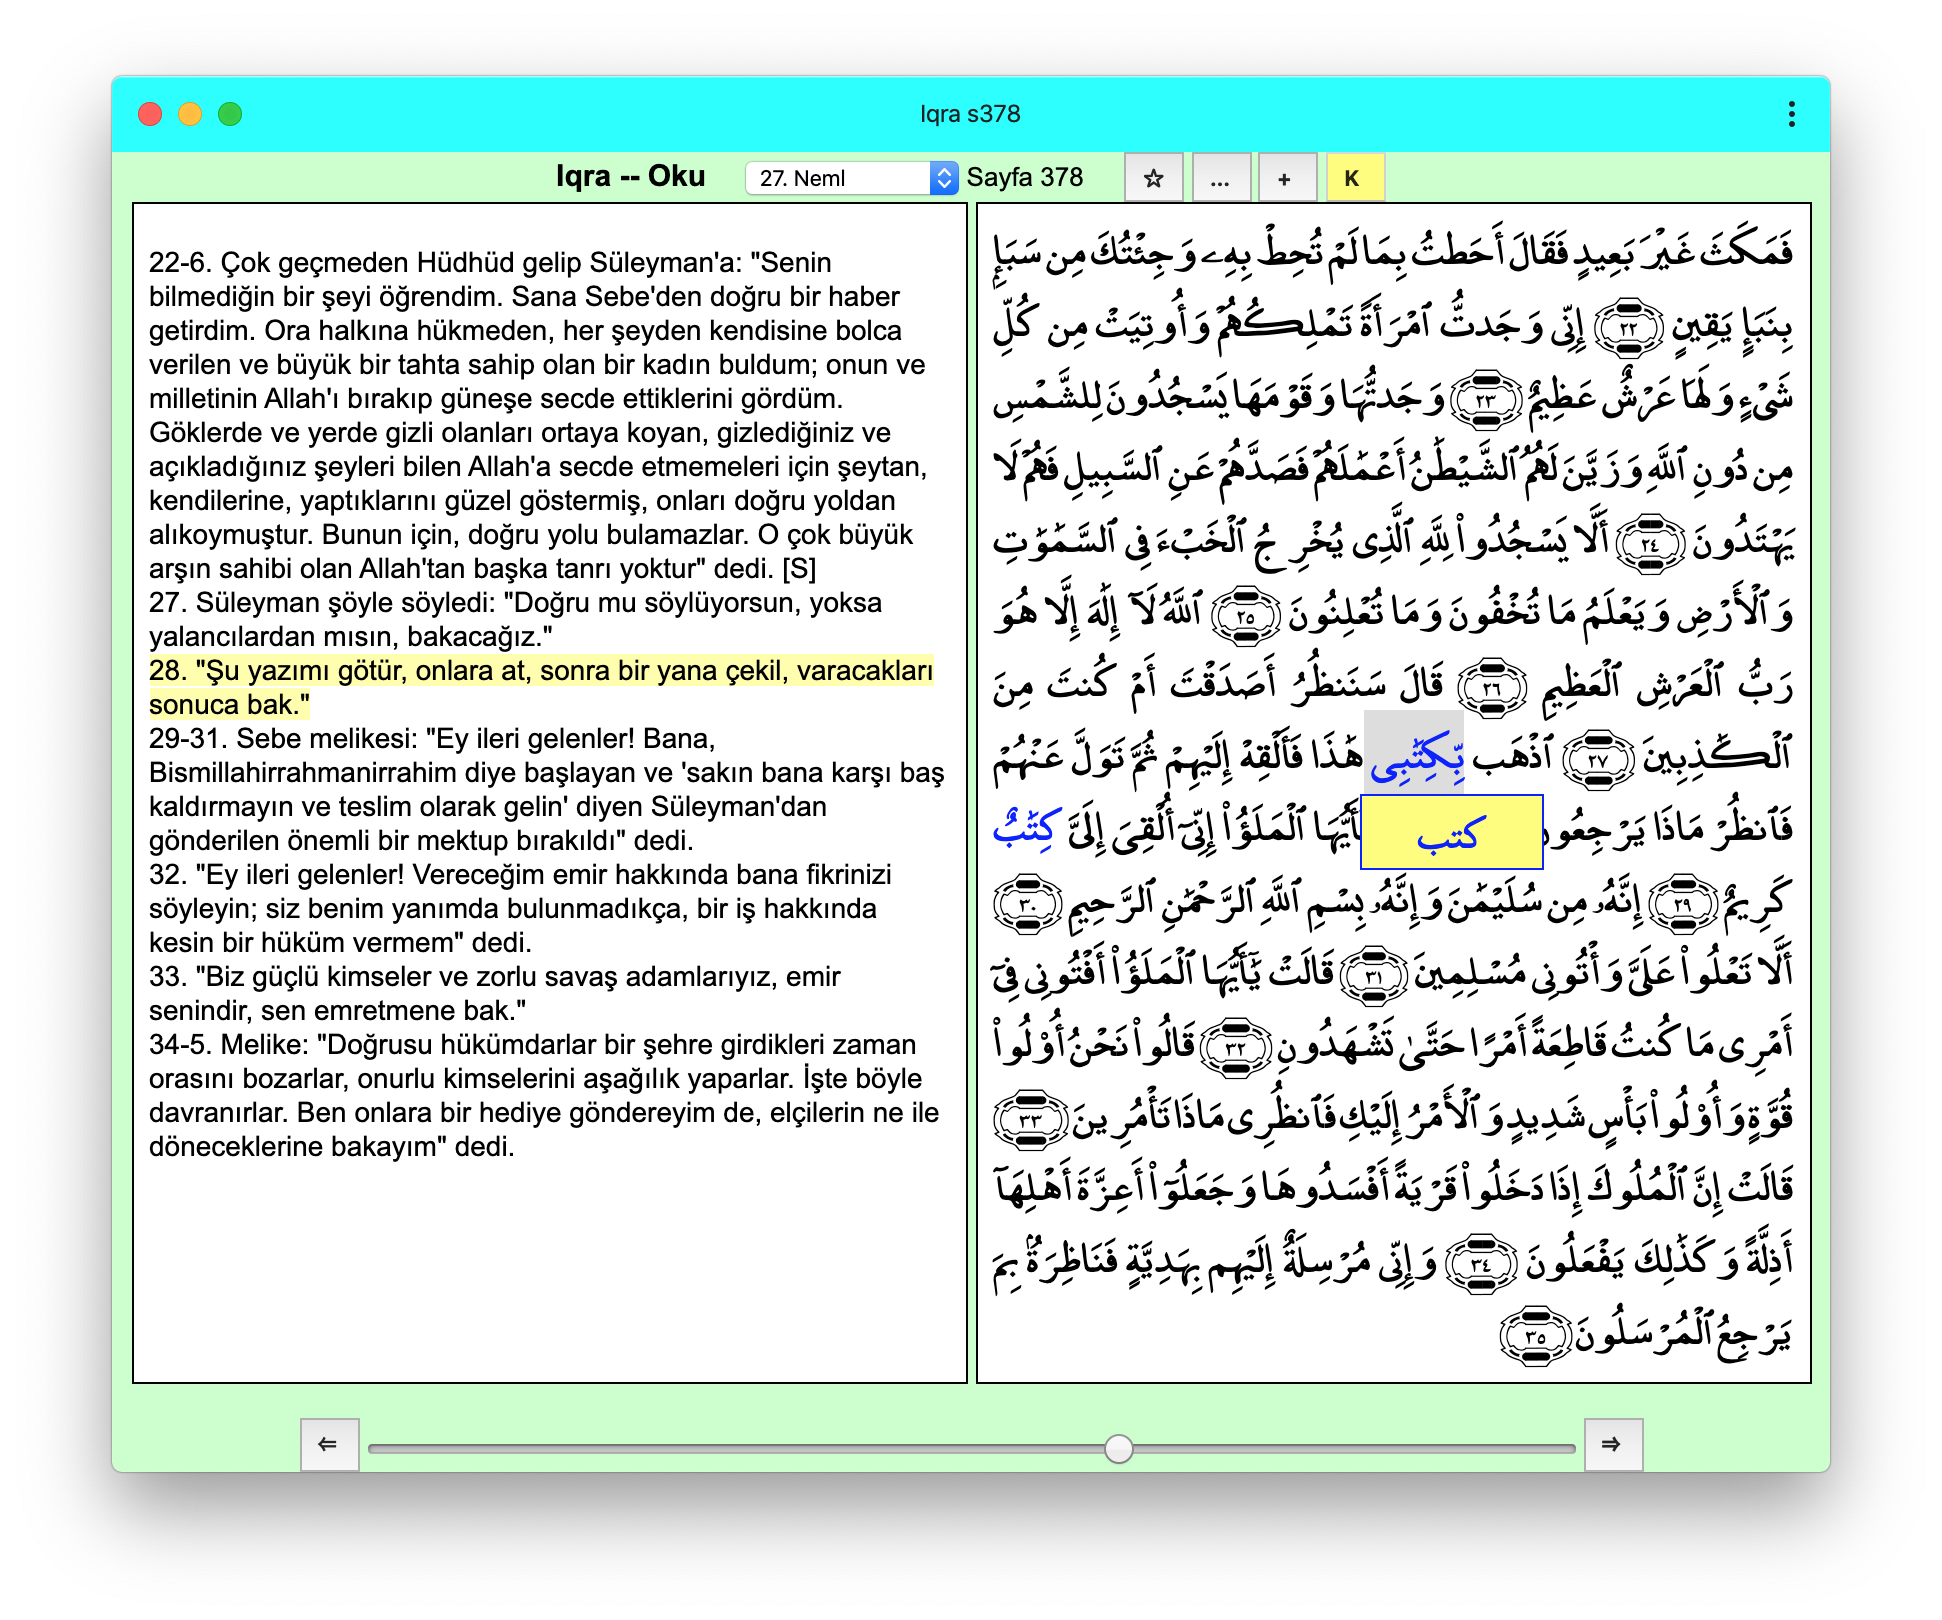 Iqra s378
Iqra -- Oku 27. Neml Sayfa 378 ☆ ... + K
22-6. Çok geçmeden Hüdhüd gelip Süleyman'a: "Senin
bilmediğin bir şeyi öğrendim. Sana Sebe'den doğru bir haber
getirdim. Ora halkına hükmeden, her şeyden kendisine bolca
verilen ve büyük bir tahta sahip olan bir kadın buldum; onun ve
milletinin Allah'ı bırakıp güneşe secde ettiklerini gördüm.
Göklerde ve yerde gizli olanları ortaya koyan, gizlediğiniz ve
açıkladığınız şeyleri bilen Allah'a secde etmemeleri için şeytan,
kendilerine, yaptıklarını güzel göstermiş, onları doğru yoldan
alıkoymuştur. Bunun için, doğru yolu bulamazlar. O çok büyük
arşın sahibi olan Allah'tan başka tanrı yoktur" dedi. [S]
27. Süleyman şöyle söyledi: "Doğru mu söylüyorsun, yoksa
yalancılardan mısın, bakacağız."
28. "Şu yazımı götür, onlara at, sonra bir yana çekil, varacakları
sonuca bak."
29-31. Sebe melikesi: "Ey ileri gelenler! Bana,
Bismillahirrahmanirrahim diye başlayan ve 'sakın bana karşı baş
kaldırmayın ve teslim olarak gelin' diyen Süleyman'dan
gönderilen önemli bir mektup bırakıldı" dedi.
32. "Ey ileri gelenler! Vereceğim emir hakkında bana fikrinizi
söyleyin; siz benim yanımda bulunmadıkça, bir iş hakkında
kesin bir hüküm vermem" dedi.
33. "Biz güçlü kimseler ve zorlu savaş adamlarıyız, emir
senindir, sen emretmene bak."
34-5. Melike: "Doğrusu hükümdarlar bir şehre girdikleri zaman
orasını bozarlar, onurlu kimselerini aşağılık yaparlar. İşte böyle
davranırlar. Ben onlara bir hediye göndereyim de, elçilerin ne ile
döneceklerine bakayım" dedi.
فَمَكَثَ غَيْرَ بَعِيدٍ فَقَالَ أَحَطتُ بِمَا لَمْ تُحِطْ بِهِۦ وَجِئْتُكَ مِن سَبَإٍ
بِنَبَإٍ يَقِينٍ ٢٢ إِنِّى وَجَدتُّ ٱمْرَأَةً تَمْلِكُهُمْ وَأُوتِيَتْ مِن كُلِّ
شَىْءٍ وَلَهَا عَرْشٌ عَظِيمٌ ٢٣ وَجَدتُّهَا وَقَوْمَهَا يَسْجُدُونَ لِلشَّمْسِ
مِن دُونِ ٱللَّهِ وَزَيَّنَ لَهُمُ ٱلشَّيْطَٰنُ أَعْمَٰلَهُمْ فَصَدَّهُمْ عَنِ ٱلسَّبِيلِ فَهُمْ لَا
يَهْتَدُونَ ٢٤ أَلَّا يَسْجُدُوا۟ لِلَّهِ ٱلَّذِى يُخْرِجُ ٱلْخَبْءَ فِى ٱلسَّمَٰوَٰتِ
وَٱلْأَرْضِ وَيَعْلَمُ مَا تُخْفُونَ وَمَا تُعْلِنُونَ ٢٥ ٱللَّهُ لَآ إِلَٰهَ إِلَّا هُوَ
رَبُّ ٱلْعَرْشِ ٱلْعَظِيمِ ٢٦ قَالَ سَنَنظُرُ أَصَدَقْتَ أَمْ كُنتَ مِنَ
ٱلْكَٰذِبِينَ ٢٧ ٱذْهَب بِّكِتَٰبِى هَٰذَا فَأَلْقِهْ إِلَيْهِمْ ثُمَّ تَوَلَّ عَنْهُمْ
فَٱنظُرْ مَاذَا يَرْجِعُون كتب أَيُّهَا ٱلْمَلَؤُا۟ إِنِّىٓ أُلْقِىَ إِلَىَّ كِتَٰبٌ
كَرِيمٌ ٢٩ إِنَّهُۥ مِن سُلَيْمَٰنَ وَإِنَّهُۥ بِسْمِ ٱللَّهِ ٱلرَّحْمَٰنِ ٱلرَّحِيمِ ٣٠
أَلَّا تَعْلُوا۟ عَلَىَّ وَأْتُونِى مُسْلِمِينَ ٣١ قَالَتْ يَٰٓأَيُّهَا ٱلْمَلَؤُا۟ أَفْتُونِى فِىٓ
أَمْرِى مَا كُنتُ قَاطِعَةً أَمْرًا حَتَّىٰ تَشْهَدُونِ ٣٢ قَالُوا۟ نَحْنُ أُو۟لُوا۟
قُوَّةٍ وَأُو۟لُوا۟ بَأْسٍ شَدِيدٍ وَٱلْأَمْرُ إِلَيْكِ فَٱنظُرِى مَاذَا تَأْمُرِينَ ٣٣
قَالَتْ إِنَّ ٱلْمُلُوكَ إِذَا دَخَلُوا۟ قَرْيَةً أَفْسَدُوهَا وَجَعَلُوٓا۟ أَعِزَّةَ أَهْلِهَآ
أَذِلَّةً وَكَذَٰلِكَ يَفْعَلُونَ ٣٤ وَإِنِّى مُرْسِلَةٌ إِلَيْهِم بِهَدِيَّةٍ فَنَاظِرَةٌۢ بِمَ
يَرْجِعُ ٱلْمُرْسَلُونَ ٣٥
⇐ ⇒